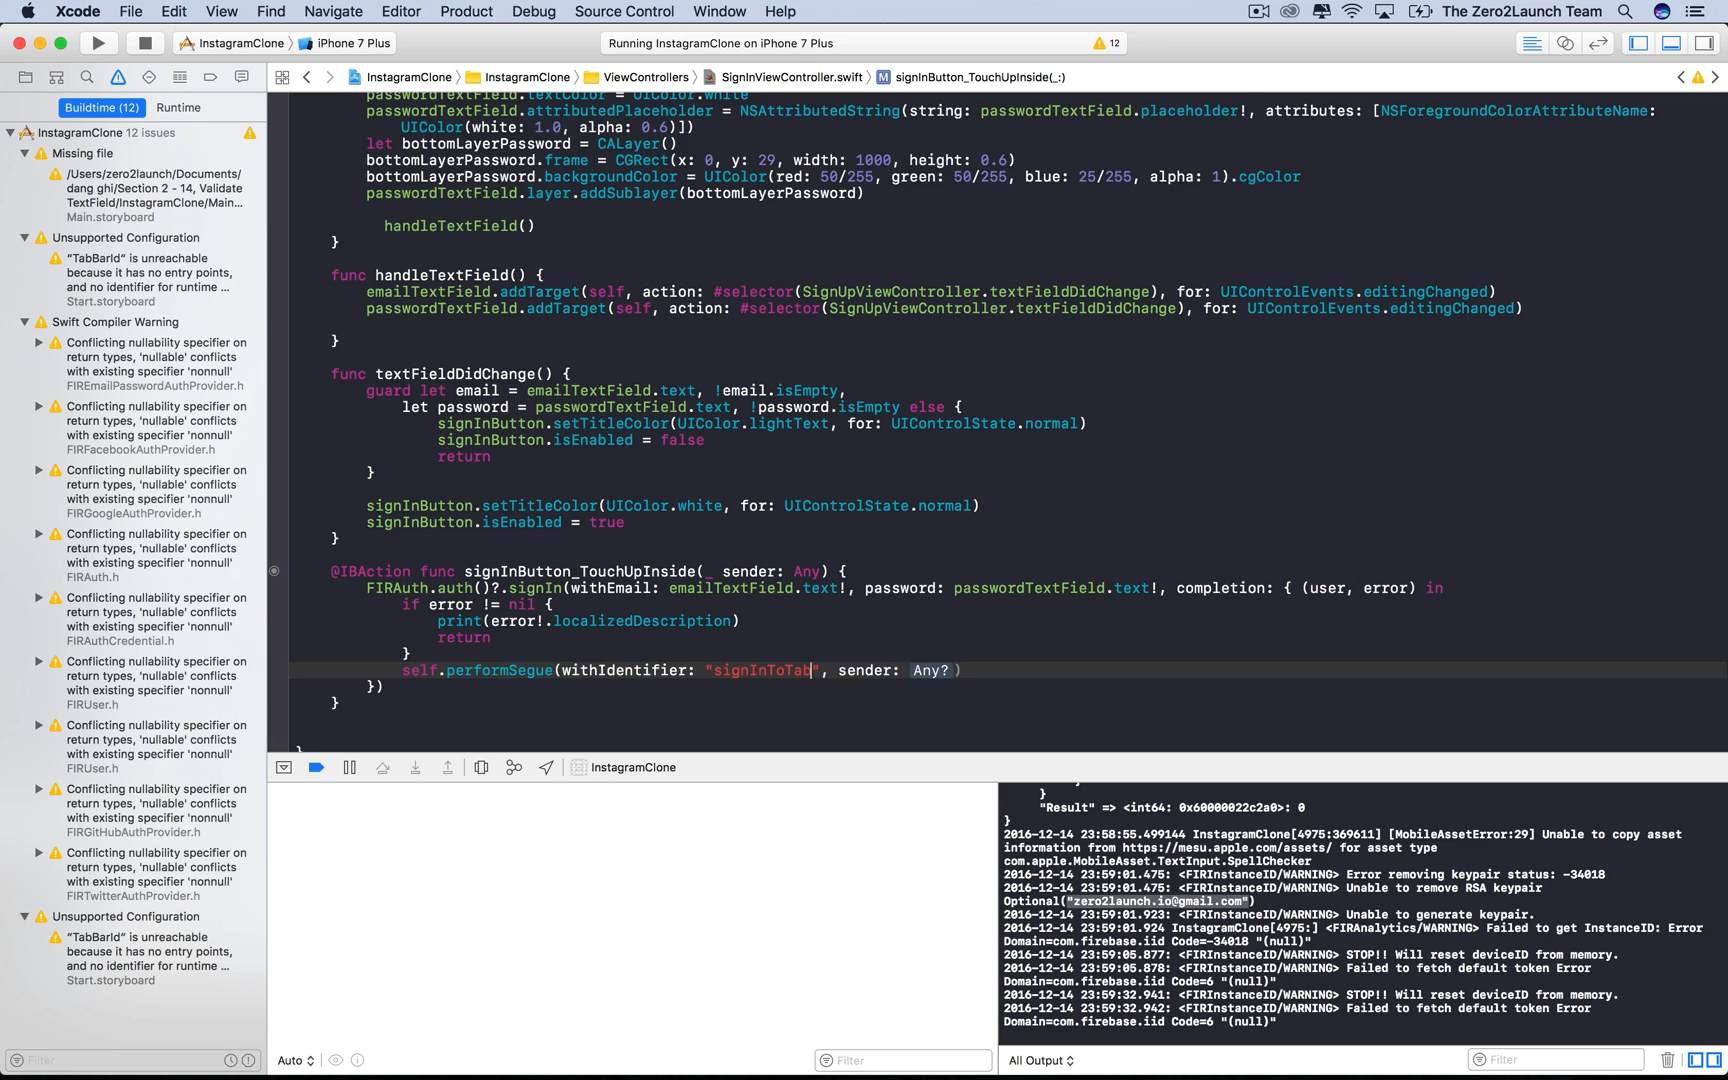 Xcode File Edit View Find Navigate Editor Product Debug Source Control Window Help The Zero2Launch Team
InstagramClone iPhone 7 Plus Running InstagramClone on iPhone 7 Plus 12
InstagramClone InstagramClone ViewControllers SignInViewController.swift M signInButton_TouchUpInside(_:)
Buildtime (12) Runtime
InstagramClone 12 issues
Missing file
/Users/zero2launch/Documents/
dang ghi/Section 2 - 14, Validate
TextField/InstagramClone/Main...
Main.storyboard
Unsupported Configuration
“TabBarId” is unreachable
because it has no entry points,
and no identifier for runtime ...
Start.storyboard
Swift Compiler Warning
Conflicting nullability specifier on
return types, 'nullable' conflicts
with existing specifier 'nonnull'
FIREmailPasswordAuthProvider.h
Conflicting nullability specifier on
return types, 'nullable' conflicts
with existing specifier 'nonnull'
FIRFacebookAuthProvider.h
Conflicting nullability specifier on
return types, 'nullable' conflicts
with existing specifier 'nonnull'
FIRGoogleAuthProvider.h
Conflicting nullability specifier on
return types, 'nullable' conflicts
with existing specifier 'nonnull'
FIRAuth.h
Conflicting nullability specifier on
return types, 'nullable' conflicts
with existing specifier 'nonnull'
FIRAuthCredential.h
Conflicting nullability specifier on
return types, 'nullable' conflicts
with existing specifier 'nonnull'
FIRUser.h
Conflicting nullability specifier on
return types, 'nullable' conflicts
with existing specifier 'nonnull'
FIRUser.h
Conflicting nullability specifier on
return types, 'nullable' conflicts
with existing specifier 'nonnull'
FIRGitHubAuthProvider.h
Conflicting nullability specifier on
return types, 'nullable' conflicts
with existing specifier 'nonnull'
FIRTwitterAuthProvider.h
Unsupported Configuration
“TabBarId” is unreachable
because it has no entry points,
and no identifier for runtime ...
Start.storyboard
Filter
passwordTextField.textColor = UIColor.white
passwordTextField.attributedPlaceholder = NSAttributedString(string: passwordTextField.placeholder!, attributes: [NSForegroundColorAttributeName:
UIColor(white: 1.0, alpha: 0.6)])
let bottomLayerPassword = CALayer()
bottomLayerPassword.frame = CGRect(x: 0, y: 29, width: 1000, height: 0.6)
bottomLayerPassword.backgroundColor = UIColor(red: 50/255, green: 50/255, blue: 25/255, alpha: 1).cgColor
passwordTextField.layer.addSublayer(bottomLayerPassword)
handleTextField()
}
func handleTextField() {
emailTextField.addTarget(self, action: #selector(SignUpViewController.textFieldDidChange), for: UIControlEvents.editingChanged)
passwordTextField.addTarget(self, action: #selector(SignUpViewController.textFieldDidChange), for: UIControlEvents.editingChanged)
}
func textFieldDidChange() {
guard let email = emailTextField.text, !email.isEmpty,
let password = passwordTextField.text, !password.isEmpty else {
signInButton.setTitleColor(UIColor.lightText, for: UIControlState.normal)
signInButton.isEnabled = false
return
}
signInButton.setTitleColor(UIColor.white, for: UIControlState.normal)
signInButton.isEnabled = true
}
@IBAction func signInButton_TouchUpInside(_ sender: Any) {
FIRAuth.auth()?.signIn(withEmail: emailTextField.text!, password: passwordTextField.text!, completion: { (user, error) in
if error != nil {
print(error!.localizedDescription)
return
}
self.performSegue(withIdentifier: "signInToTab", sender: Any?)
})
}
}
InstagramClone
Auto Filter
}
"Result" => <int64: 0x60000022c2a0>: 0
}
2016-12-14 23:58:55.499144 InstagramClone[4975:369611] [MobileAssetError:29] Unable to copy asset
information from https://mesu.apple.com/assets/ for asset type
com.apple.MobileAsset.TextInput.SpellChecker
2016-12-14 23:59:01.475: <FIRInstanceID/WARNING> Error removing keypair status: -34018
2016-12-14 23:59:01.475: <FIRInstanceID/WARNING> Unable to remove RSA keypair
Optional("zero2launch.io@gmail.com")
2016-12-14 23:59:01.923: <FIRInstanceID/WARNING> Unable to generate keypair.
2016-12-14 23:59:01.924 InstagramClone[4975:] <FIRAnalytics/WARNING> Failed to get InstanceID: Error
Domain=com.firebase.iid Code=-34018 "(null)"
2016-12-14 23:59:05.877: <FIRInstanceID/WARNING> STOP!! Will reset deviceID from memory.
2016-12-14 23:59:05.878: <FIRInstanceID/WARNING> Failed to fetch default token Error
Domain=com.firebase.iid Code=6 "(null)"
2016-12-14 23:59:32.941: <FIRInstanceID/WARNING> STOP!! Will reset deviceID from memory.
2016-12-14 23:59:32.942: <FIRInstanceID/WARNING> Failed to fetch default token Error
Domain=com.firebase.iid Code=6 "(null)"
All Output Filter